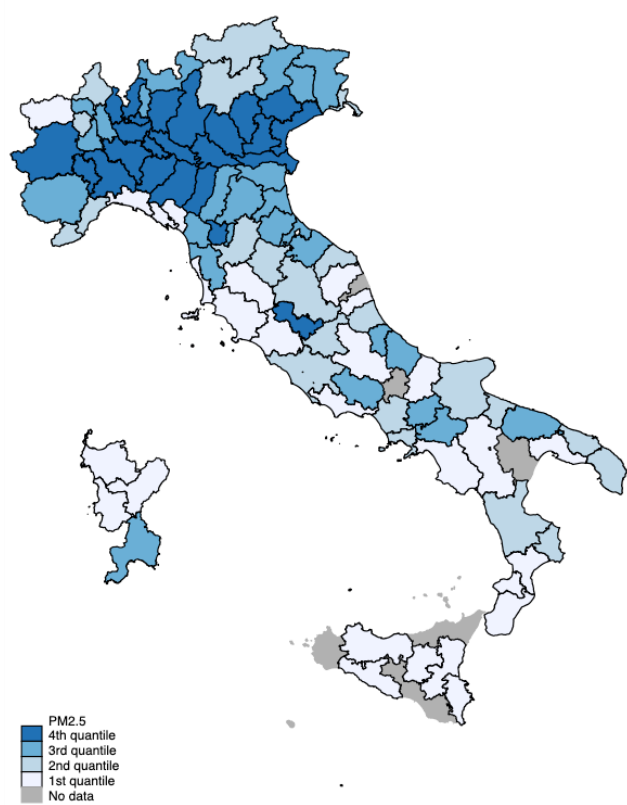 PM2.5
4th quantile
3rd quantile
2nd quantile
1st quantile
No data